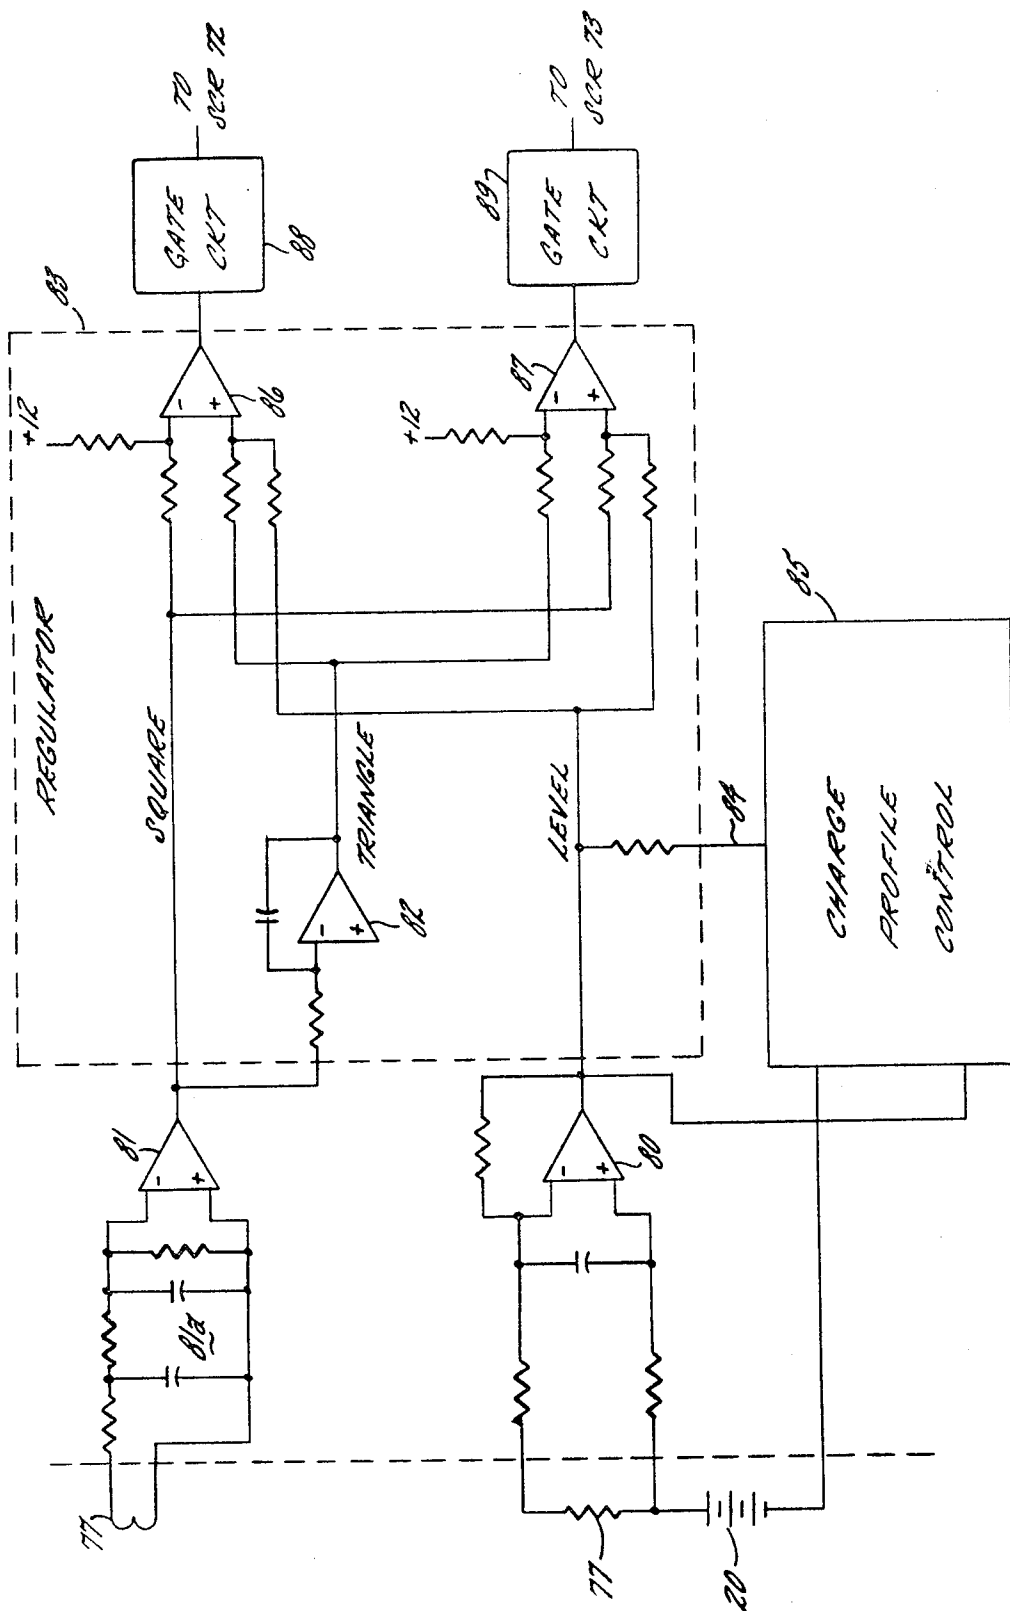 TO
SCR 72
TO
SCR 73
GATE
CKT
88
89
GATE
CKT
83
+12
86
+12
87
REGULATOR
SQUARE
TRIANGLE
82
LEVEL
84
85
CHARGE
PROFILE
CONTROL
81
80
81a
77
77
20
- +
- +
- +
- +
- +